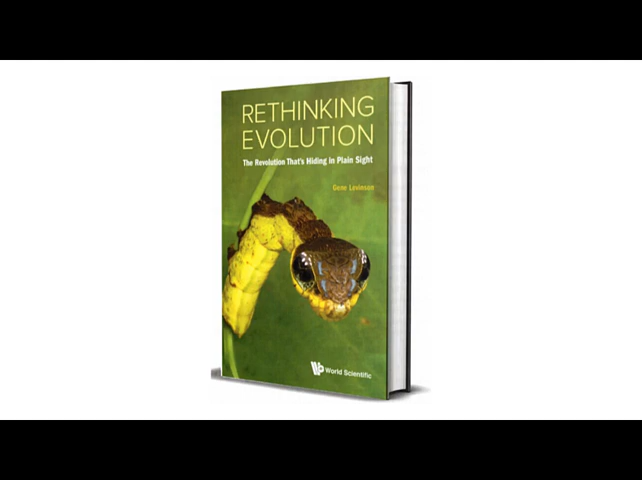 RETHINKING
EVOLUTION
The Revolution That's Hiding in Plain Sight
Gene Levinson
World Scientific